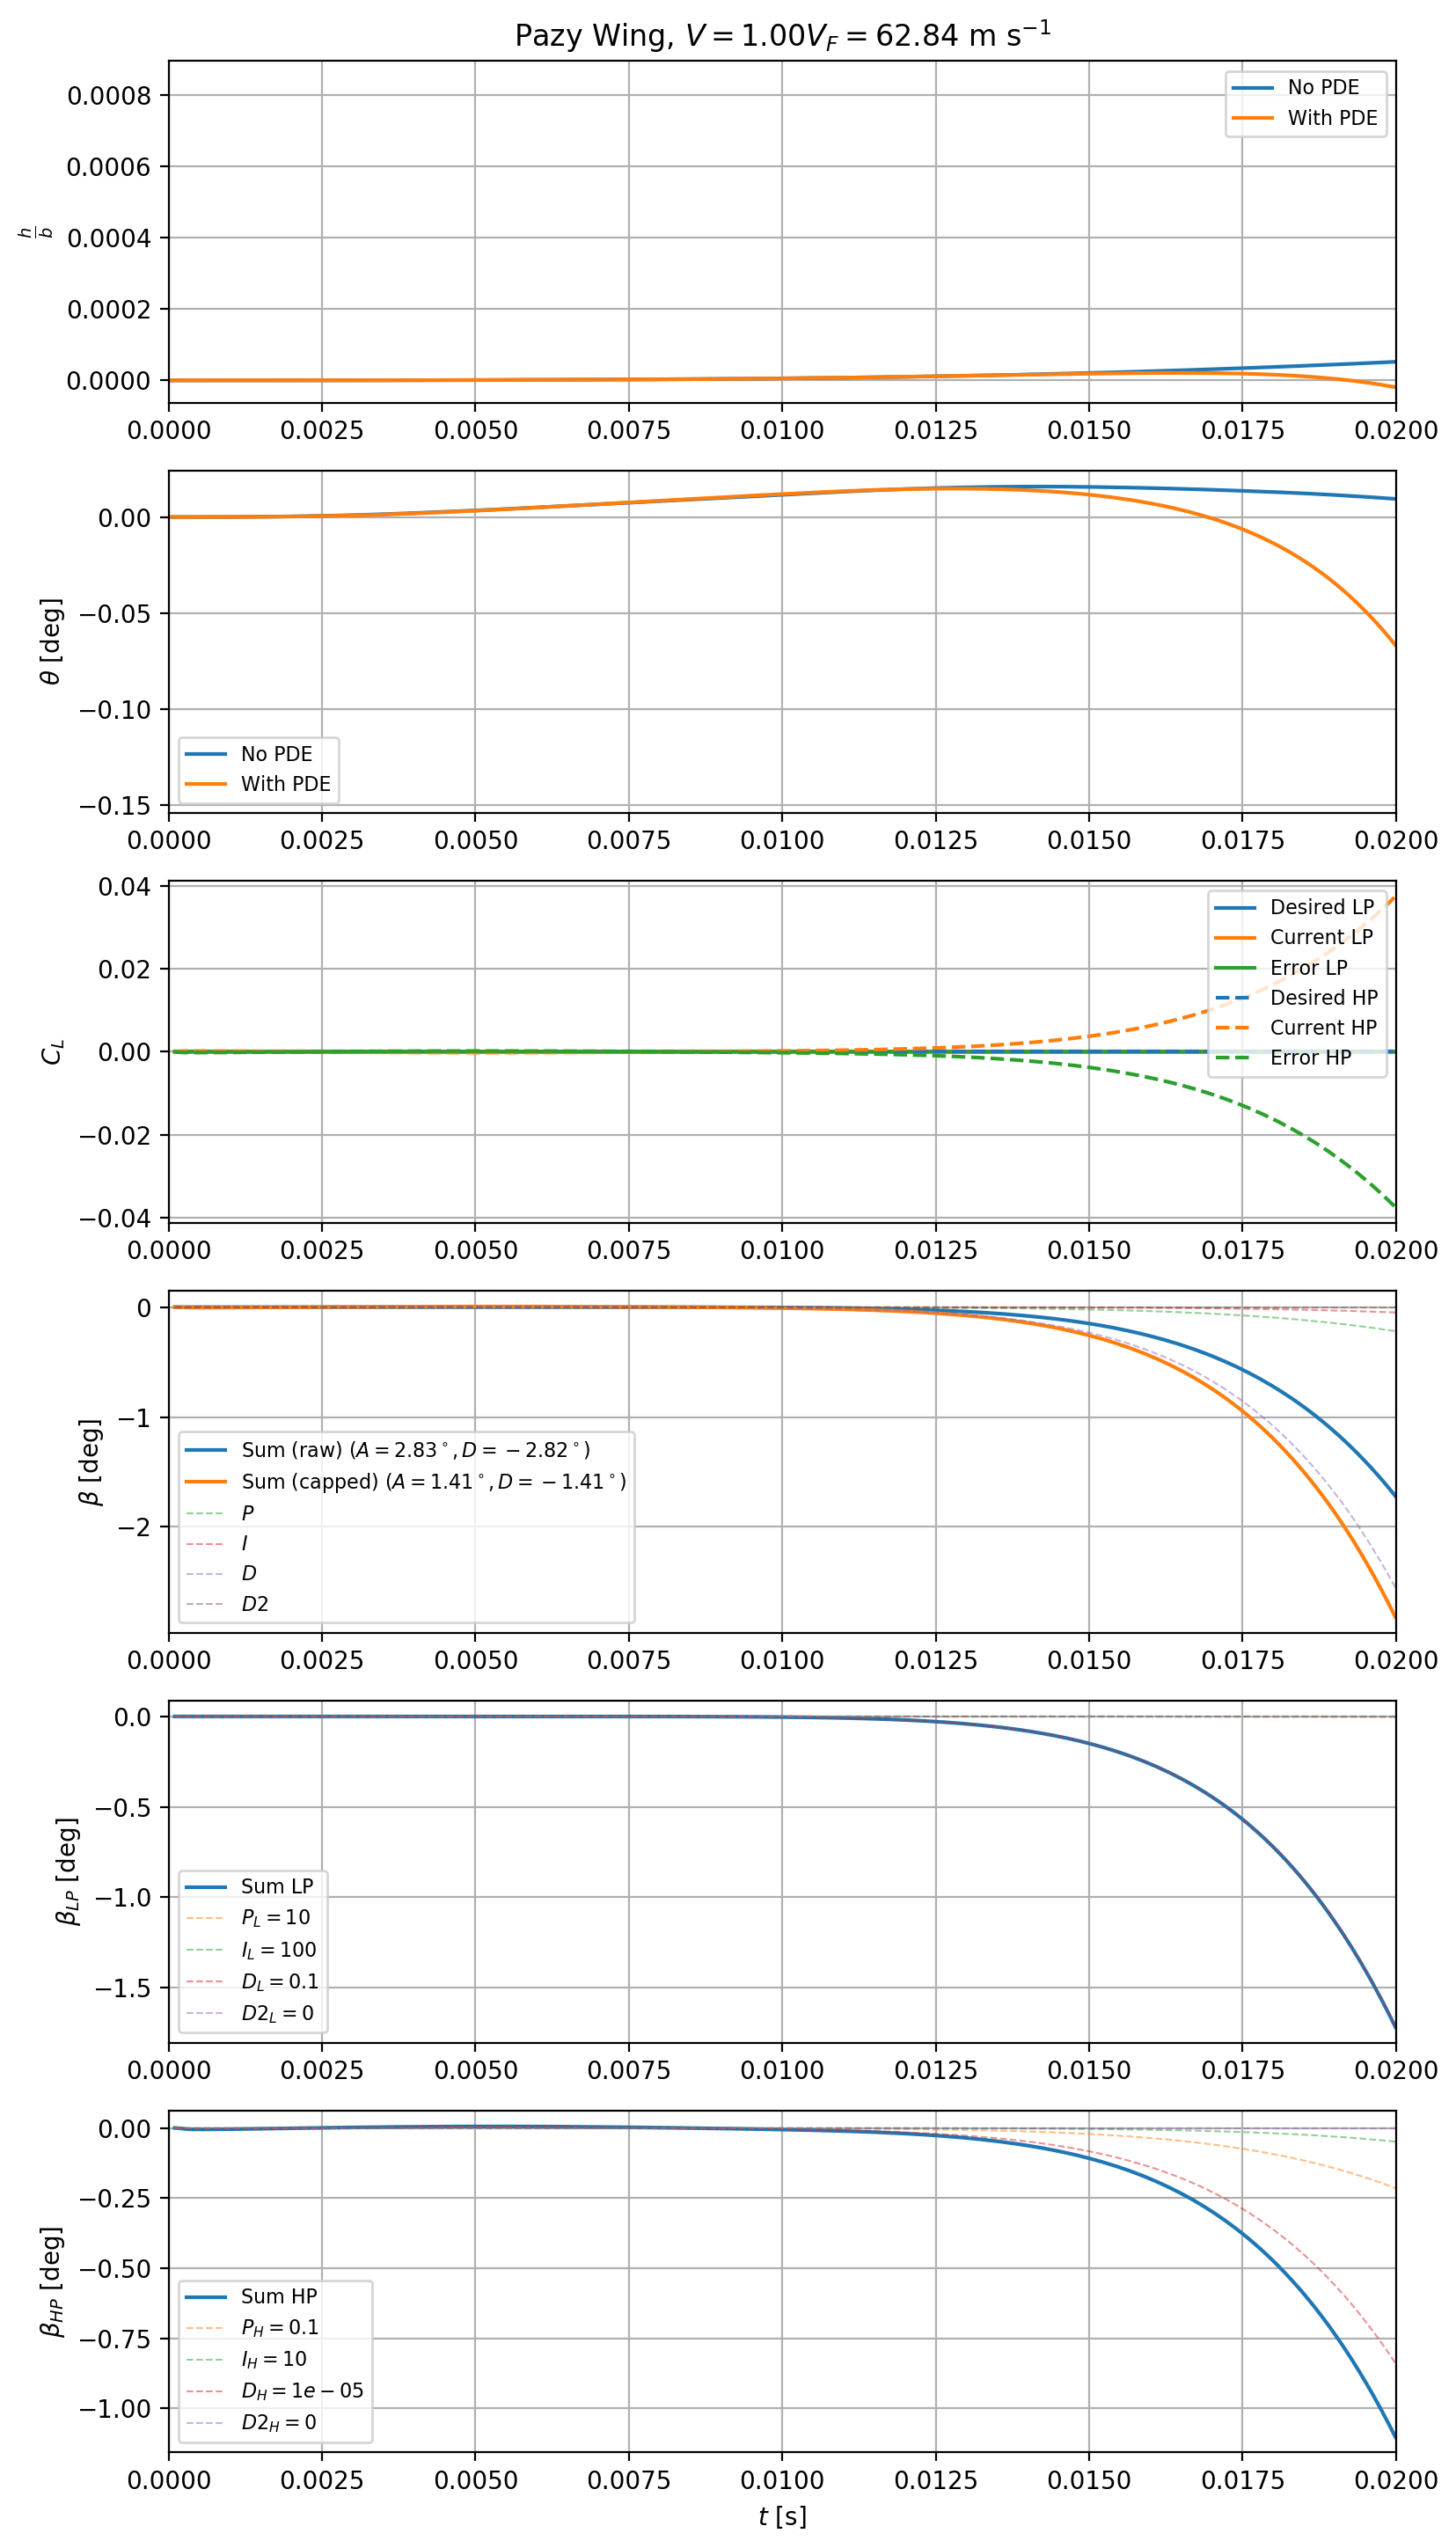 Pazy Wing, V = 1.00V_F = 62.84 m s^−1
h/b
0.0008
0.0006
0.0004
0.0002
0.0000
No PDE
With PDE
0.0000 0.0025 0.0050 0.0075 0.0100 0.0125 0.0150 0.0175 0.0200
θ [deg]
0.00
−0.05
−0.10
−0.15
No PDE
With PDE
0.0000 0.0025 0.0050 0.0075 0.0100 0.0125 0.0150 0.0175 0.0200
C_L
0.04
0.02
0.00
−0.02
−0.04
Desired LP
Current LP
Error LP
Desired HP
Current HP
Error HP
0.0000 0.0025 0.0050 0.0075 0.0100 0.0125 0.0150 0.0175 0.0200
β [deg]
0
−1
−2
Sum (raw) (A = 2.83°, D = −2.82°)
Sum (capped) (A = 1.41°, D = −1.41°)
P
I
D
D2
0.0000 0.0025 0.0050 0.0075 0.0100 0.0125 0.0150 0.0175 0.0200
β_LP [deg]
0.0
−0.5
−1.0
−1.5
Sum LP
P_L = 10
I_L = 100
D_L = 0.1
D2_L = 0
0.0000 0.0025 0.0050 0.0075 0.0100 0.0125 0.0150 0.0175 0.0200
β_HP [deg]
0.00
−0.25
−0.50
−0.75
−1.00
Sum HP
P_H = 0.1
I_H = 10
D_H = 1e − 05
D2_H = 0
0.0000 0.0025 0.0050 0.0075 0.0100 0.0125 0.0150 0.0175 0.0200
t [s]